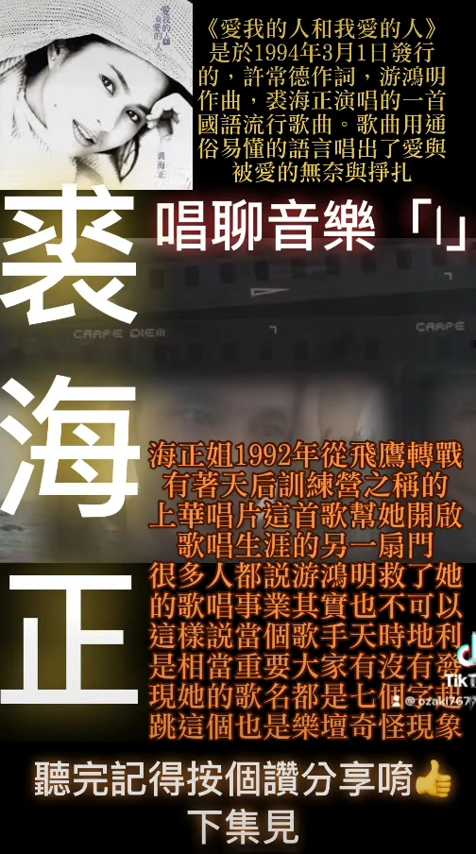 愛我的人和
我愛的人
裘海正
《愛我的人和我愛的人》
是於1994年3月1日發行
的，許常德作詞，游鴻明
作曲，裘海正演唱的一首
國語流行歌曲。歌曲用通
俗易懂的語言唱出了愛與
被愛的無奈與掙扎
裘海正
唱聊音樂「|」
CARPE DIEM
CARPE
海正姐1992年從飛鷹轉戰
有著天后訓練營之稱的
上華唱片這首歌幫她開啟
歌唱生涯的另一扇門
很多人都說游鴻明救了她
的歌唱事業其實也不可以
這樣說當個歌手天時地利
是相當重要大家有沒有發
現她的歌名都是七個字起
跳這個也是樂壇奇怪現象
TikT
@ozaki7677
聽完記得按個讚分享唷👍
下集見